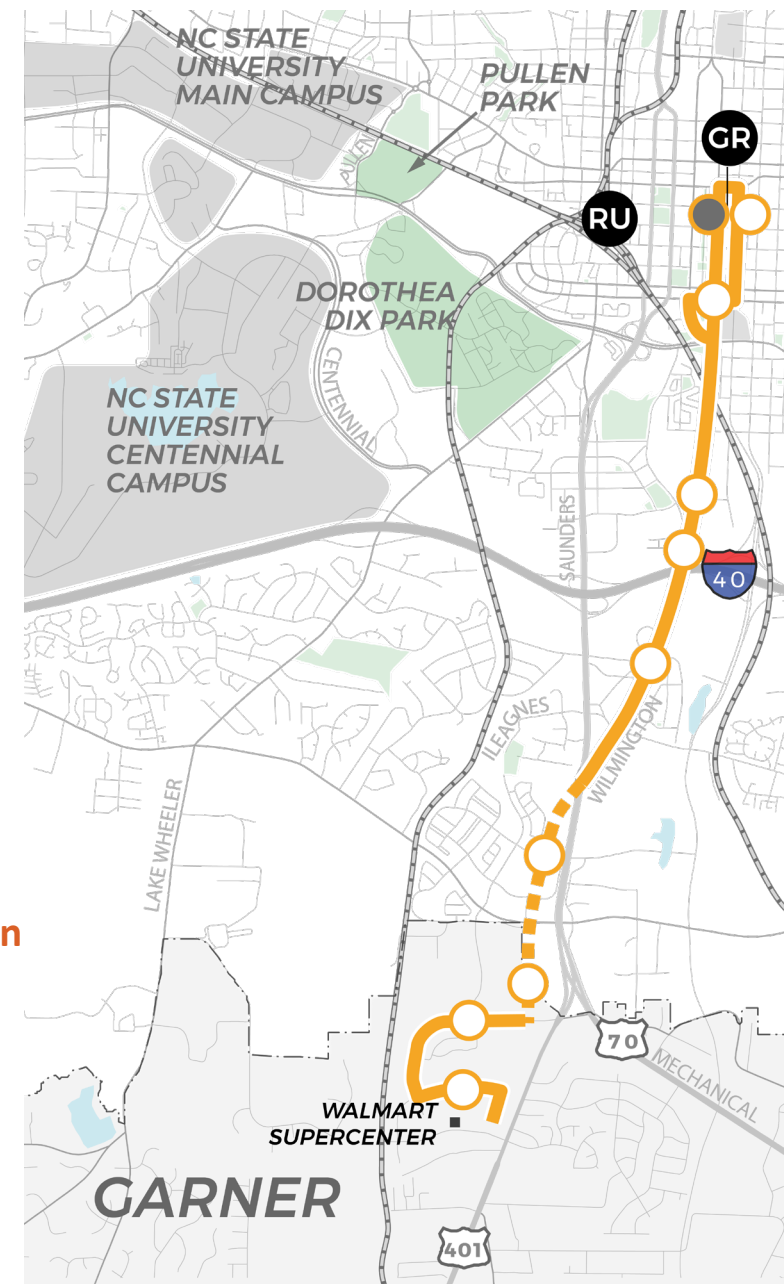 NC STATE
UNIVERSITY
MAIN CAMPUS
PULLEN
PARK
GR
PULLEN
RU
DOROTHEA
DIX PARK
CENTENNIAL
NC STATE
UNIVERSITY
CENTENNIAL
CAMPUS
SAUNDERS
40
ILEAGNES
WILMINGTON
LAKE WHEELER
n
70
MECHANICAL
WALMART
SUPERCENTER
GARNER
401